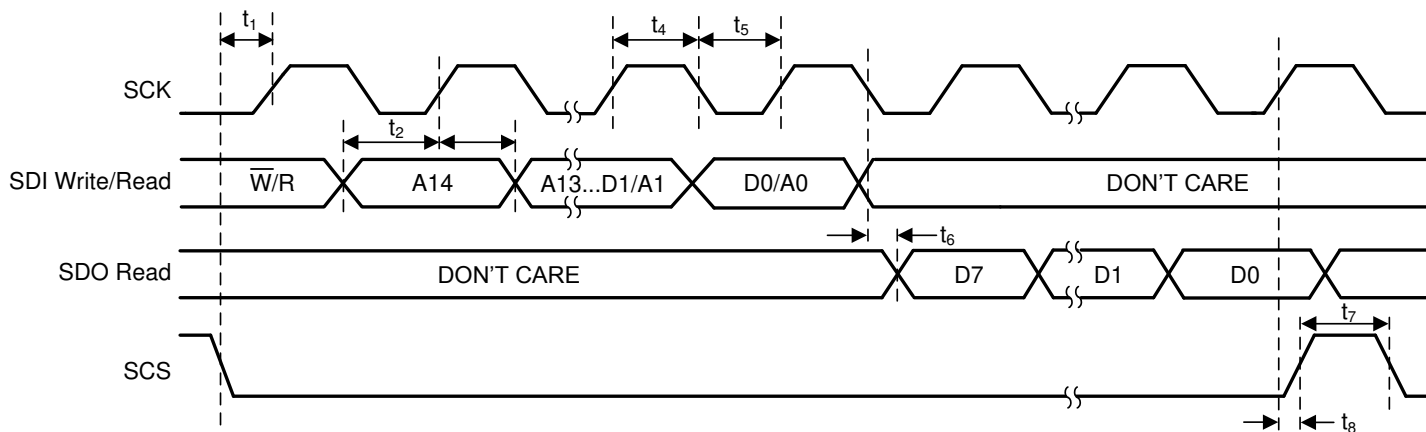 t1
t4
t5
SCK
t2
SDI Write/Read
W/R
A14
A13...D1/A1
D0/A0
DON'T CARE
t6
SDO Read
DON'T CARE
D7
D1
D0
t7
SCS
t8